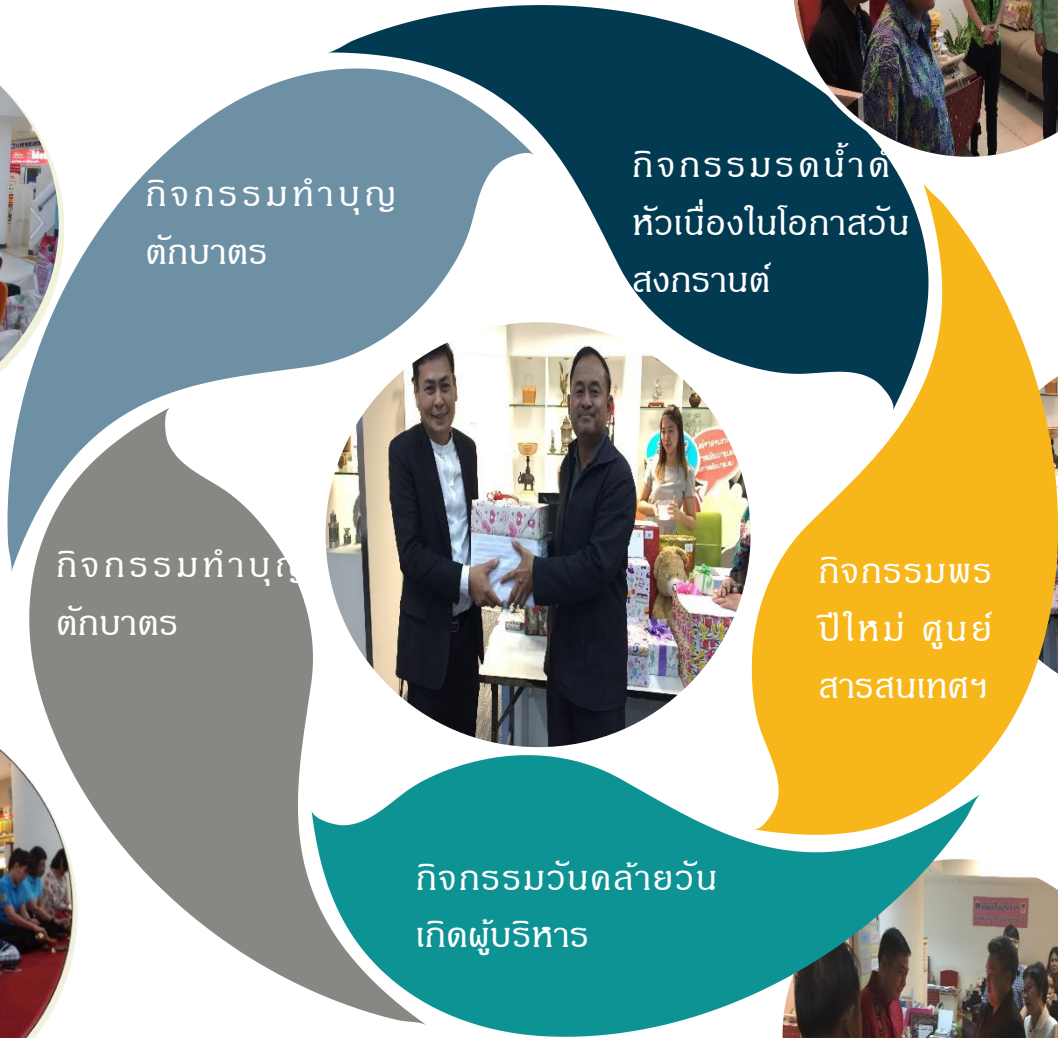 กิจกรรมทำบุญ
ตักบาตร
กิจกรรมรดน้ำดำ
หัวเนื่องในโอกาสวัน
สงกรานต์
กิจกรรมพร
ปีใหม่ ศูนย์
สารสนเทศฯ
กิจกรรมวันคล้ายวัน
เกิดผู้บริหาร
กิจกรรมทำบุญ
ตักบาตร